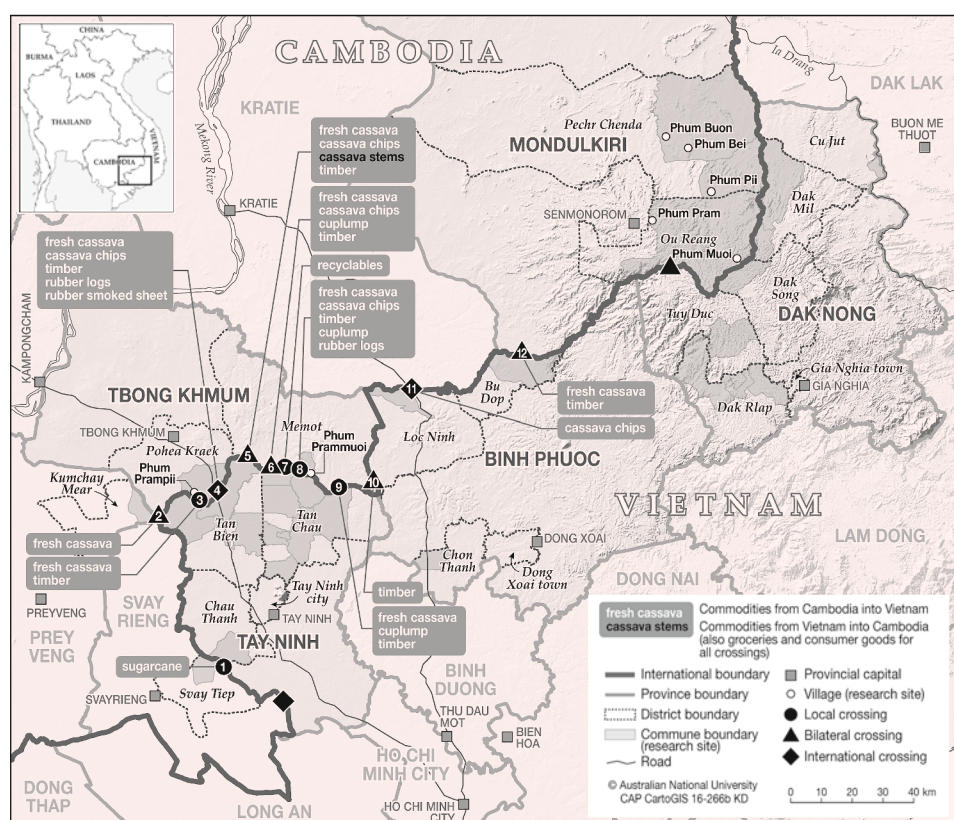 CHINA
BURMA
LAOS
THAILAND
VIETNAM
CAMBODIA
CAMBODIA
KRATIE
Mekong River
KRATIE
Ia Drang
DAK LAK
BUON ME
THUOT
Pechr Chenda
MONDULKIRI
Phum Buon
Phum Bei
Cu Jut
Phum Pii
Dak
Mil
SENMONOROM
Phum Pram
Ou Reang
Phum Muoi
Dak
Song
Tuy Duc
DAK NONG
Gia Nghia town
GIA NGHIA
Dak Rlap
fresh cassava
cassava chips
cassava stems
timber
fresh cassava
cassava chips
cuplump
timber
recyclables
fresh cassava
cassava chips
timber
cuplump
rubber logs
fresh cassava
cassava chips
timber
rubber logs
rubber smoked sheet
KAMPONGCHAM
TBONG KHMUM
TBONG KHMUM
Pohea Kraek
Memot
Phum
Prammuoi
Phum
Prampii
Kumchay
Mear
12
11
Bu
Dop
fresh cassava
timber
cassava chips
Loc Ninh
BINH PHUOC
5
6
7
8
9
10
4
3
2
Tan
Bien
Tan
Chau
VIETNAM
fresh cassava
fresh cassava
timber
Chon
Thanh
DONG XOAI
Dong
Xoai town
LAM DONG
DONG NAI
PREYVENG
PREY
VENG
SVAY
RIENG
Chau
Thanh
Tay Ninh
city
TAY NINH
TAY NINH
timber
fresh cassava
cuplump
timber
sugarcane
1
Svay Tiep
SVAYRIENG
BINH
DUONG
THU DAU
MOT
BIEN
HOA
HO CHI
MINH CITY
HO CHI MINH
CITY
DONG
THAP
LONG AN
fresh cassava
cassava stems
Commodities from Cambodia into Vietnam
Commodities from Vietnam into Cambodia
(also groceries and consumer goods for
all crossings)
International boundary
Province boundary
District boundary
Commune boundary
(research site)
Road
Provincial capital
Village (research site)
Local crossing
Bilateral crossing
International crossing
© Australian National University
CAP CartoGIS 16-266b KD
0 10 20 30 40 km